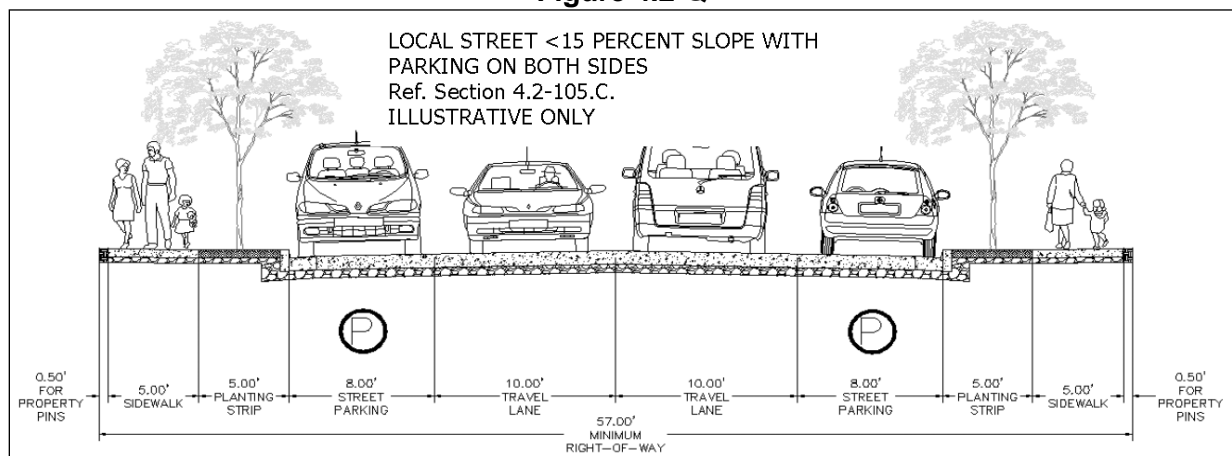 LOCAL STREET <15 PERCENT SLOPE WITH
PARKING ON BOTH SIDES
Ref. Section 4.2-105.C.
ILLUSTRATIVE ONLY
P
P
0.50'
FOR
PROPERTY
PINS
5.00'
SIDEWALK
5.00'
PLANTING
STRIP
8.00'
STREET
PARKING
10.00'
TRAVEL
LANE
10.00'
TRAVEL
LANE
8.00'
STREET
PARKING
5.00'
PLANTING
STRIP
5.00'
SIDEWALK
0.50'
FOR
PROPERTY
PINS
57.00'
MINIMUM
RIGHT-OF-WAY